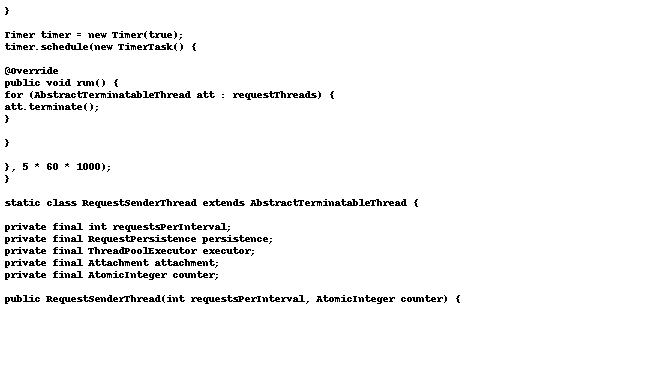 }
Timer timer = new Timer(true);
timer.schedule(new TimerTask() {
@Override
public void run() {
for (AbstractTerminatableThread att : requestThreads) {
att.terminate();
}
}
}, 5 * 60 * 1000);
}
static class RequestSenderThread extends AbstractTerminatableThread {
private final int requestsPerInterval;
private final RequestPersistence persistence;
private final ThreadPoolExecutor executor;
private final Attachment attachment;
private final AtomicInteger counter;
public RequestSenderThread(int requestsPerInterval, AtomicInteger counter) {